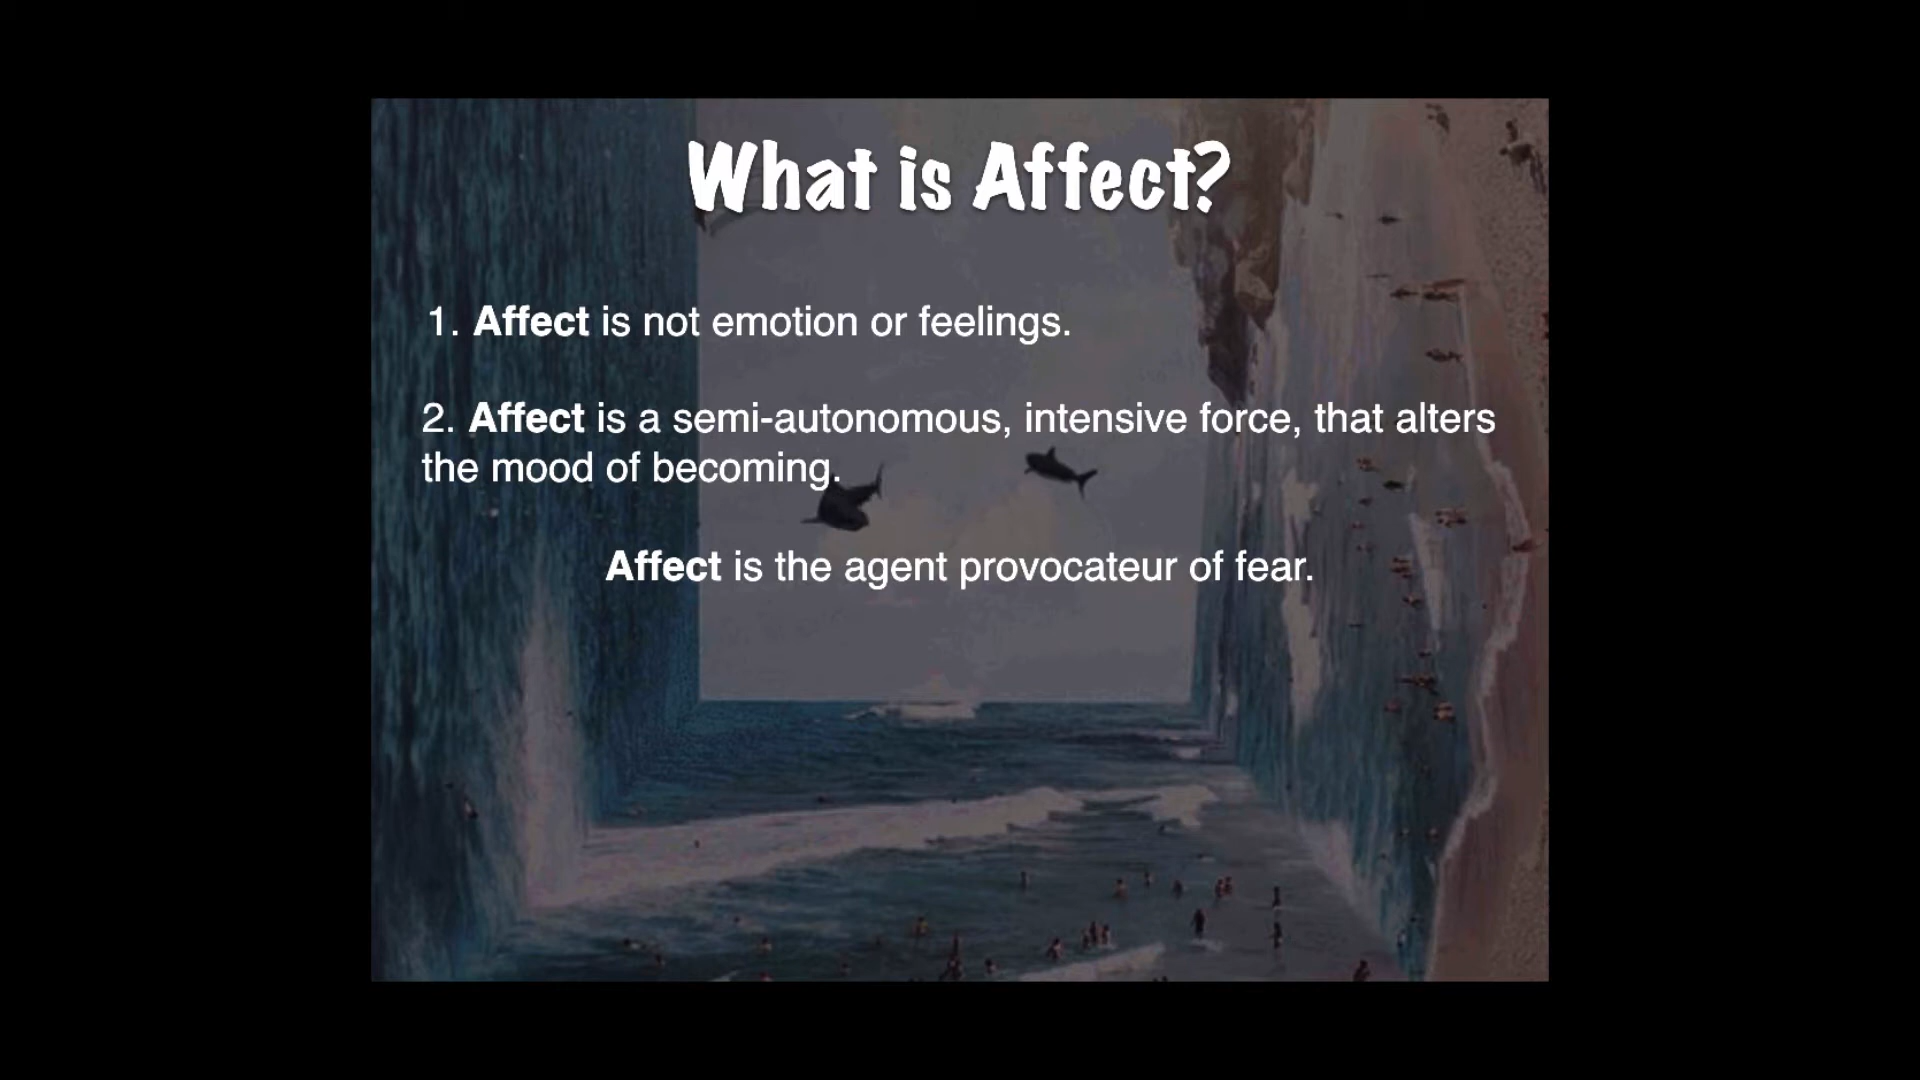 What is Affect?
1. Affect is not emotion or feelings.
2. Affect is a semi-autonomous, intensive force, that alters
the mood of becoming.
Affect is the agent provocateur of fear.